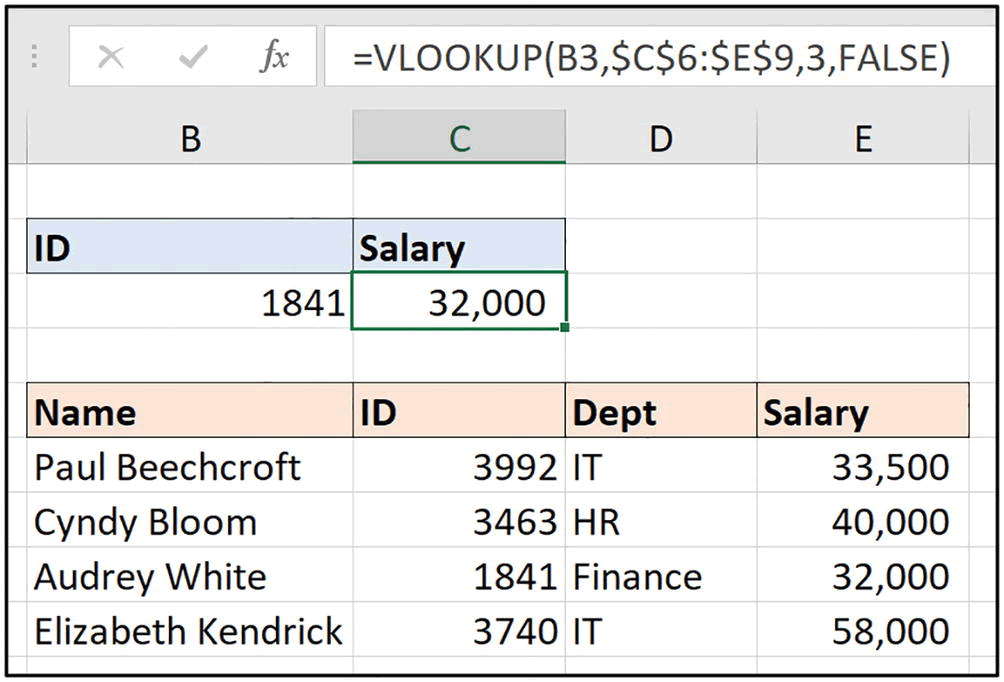 fx =VLOOKUP(B3,$C$6:$E$9,3,FALSE)
B C D E
ID Salary
1841 32,000
Name ID Dept Salary
Paul Beechcroft 3992 IT 33,500
Cyndy Bloom 3463 HR 40,000
Audrey White 1841 Finance 32,000
Elizabeth Kendrick 3740 IT 58,000